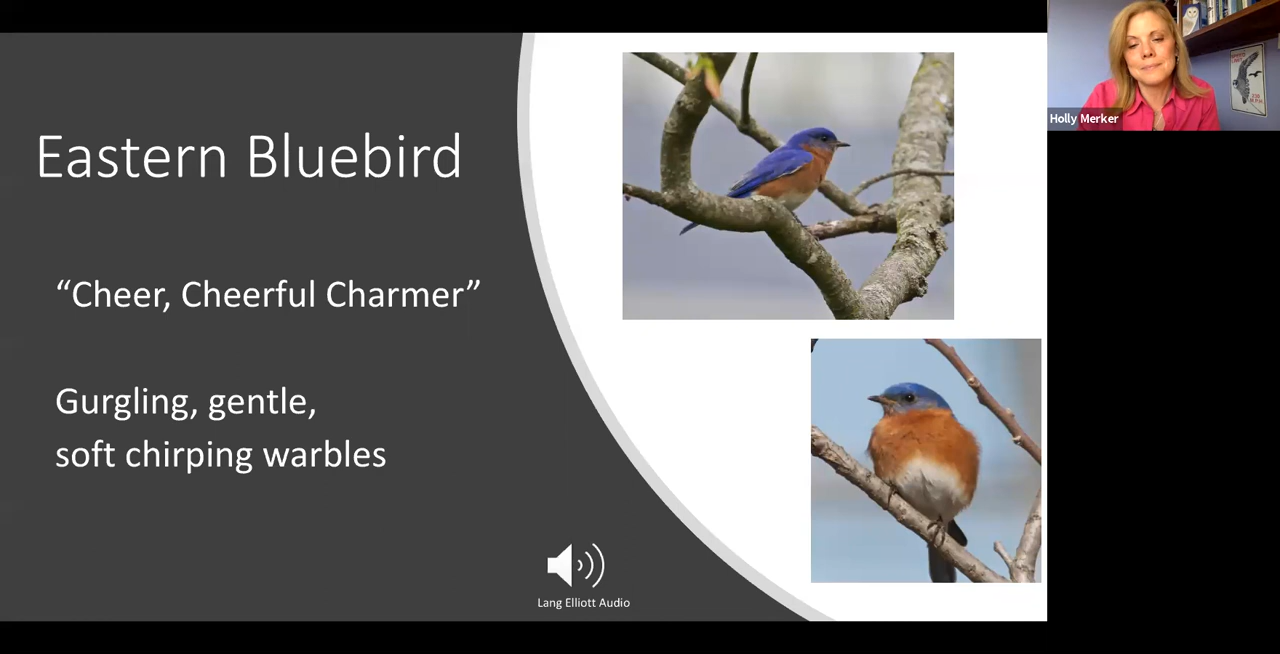 Eastern Bluebird
“Cheer, Cheerful Charmer”
Gurgling, gentle,
soft chirping warbles
Lang Elliott Audio
Holly Merker